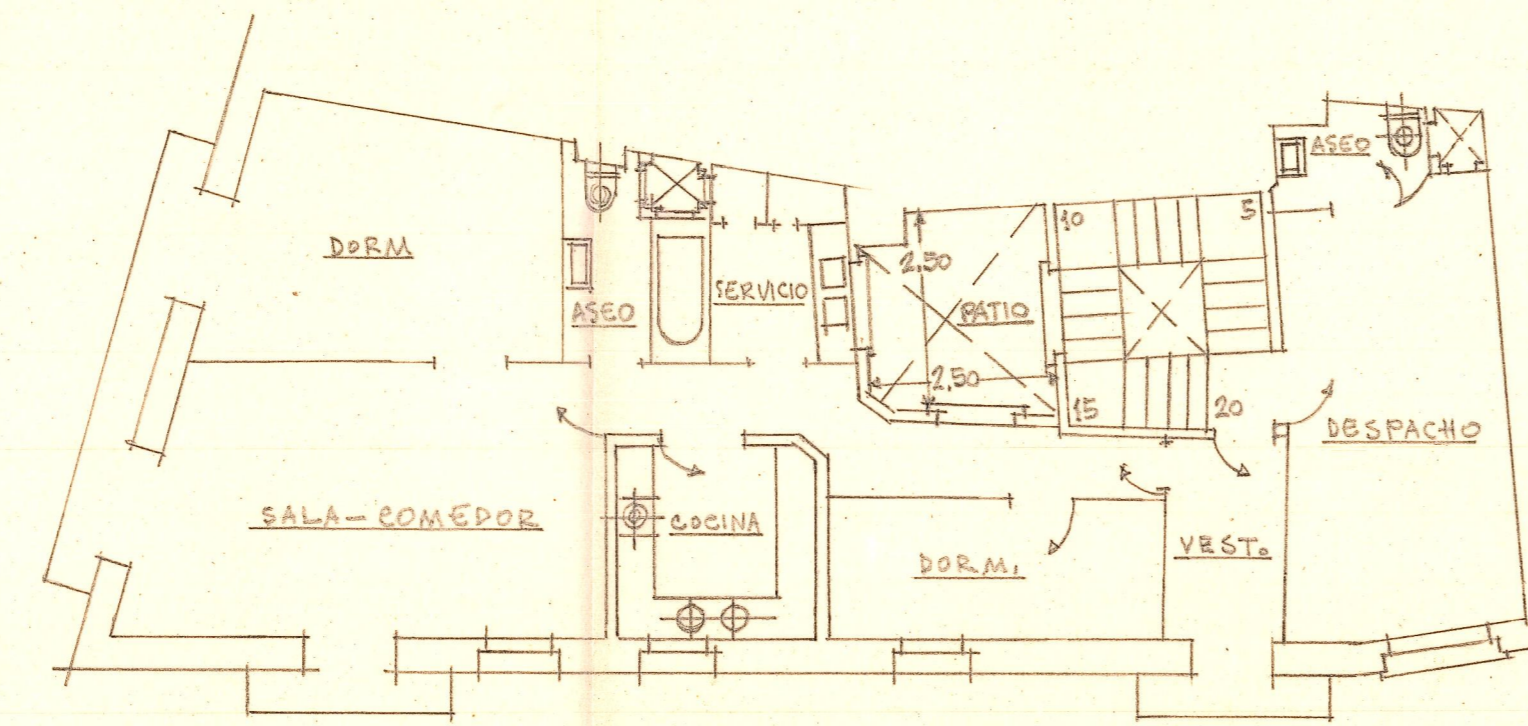 ASEO
DORM
10
5
2.50
SERVICIO
ASEO
PATIO
2.50
15
20
DESPACHO
SALA-COMEDOR
COCINA
VEST.
DORM.